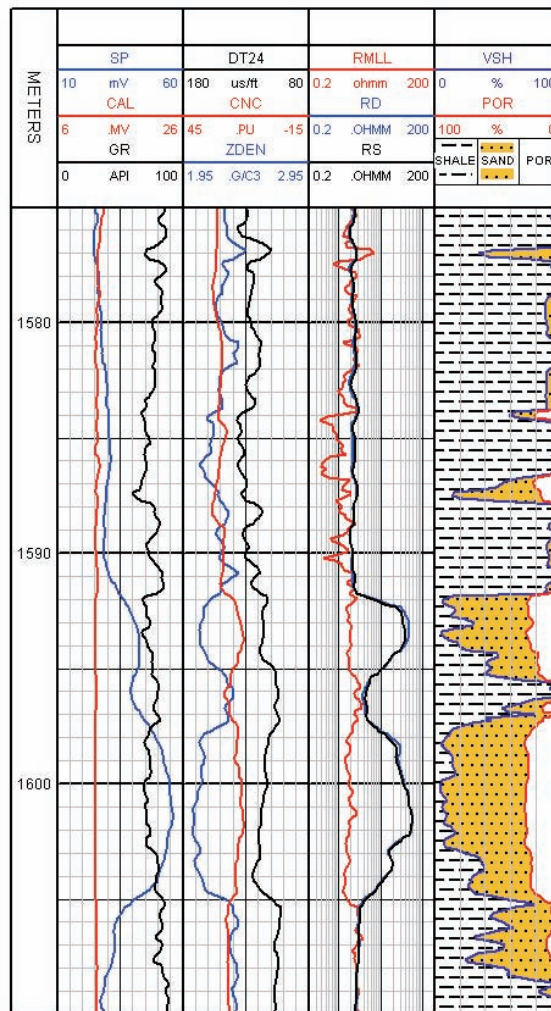 METERS
SP
10 mV 60
CAL
6 .MV 26
GR
0 API 100
DT24
180 us/ft 80
CNC
45 .PU -15
ZDEN
1.95 .G/C3 2.95
RMLL
0.2 ohmm 200
RD
0.2 .OHMM 200
RS
0.2 .OHMM 200
VSH
0 % 100
POR
100 %
SHALE SAND POR
1580
1590
1600